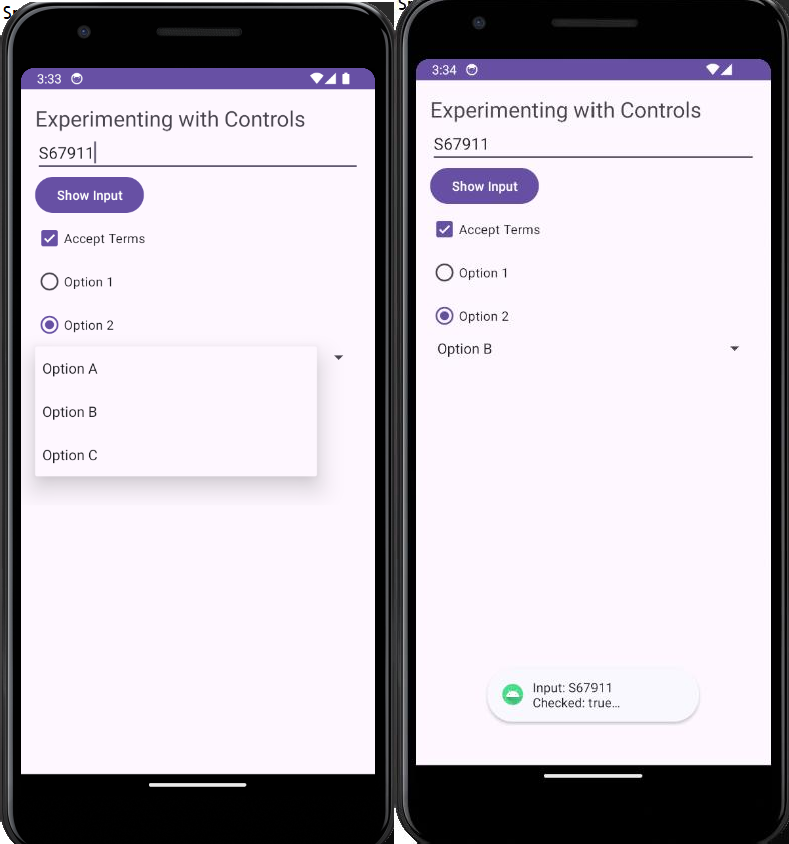 3:33
Experimenting with Controls
S67911
Show Input
Accept Terms
Option 1
Option 2
Option A
Option B
Option C
3:34
Experimenting with Controls
S67911
Show Input
Accept Terms
Option 1
Option 2
Option B
Input: S67911
Checked: true...